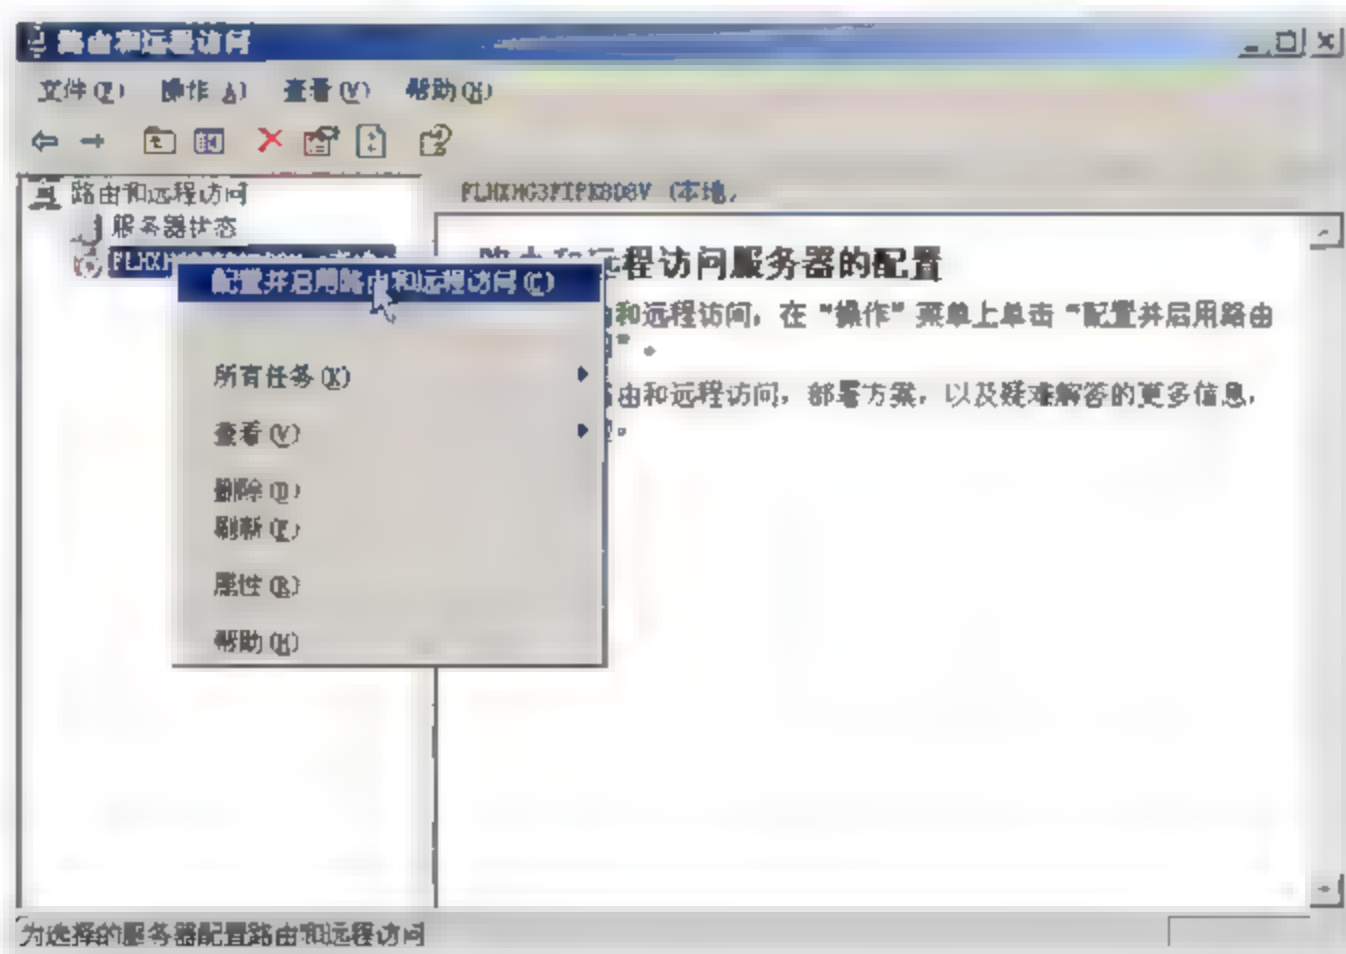 路由和远程访问
文件(F) 操作(A) 查看(V) 帮助(H)
路由和远程访问
服务器状态
(本地)
路由和远程访问服务器的配置
配置并启用路由和远程访问(C)
和远程访问，在“操作”菜单上单击“配置并启用路由
”。
所有任务(K)
由和远程访问，部署方案，以及疑难解答的更多信息，
查看(V)
删除(D)
刷新(F)
属性(R)
帮助(H)
为选择的服务器配置路由和远程访问